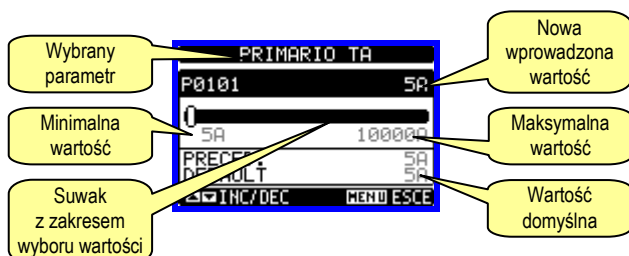 Wybrany
parametr
Minimalna
wartość
Suwak
z zakresem
wyboru wartości
PRIMARIO TA
P0101 5A
5A 10000A
PRECED. 5A
DEFAULT 5A
INC/DEC MENU ESCE
Nowa
wprowadzona
wartość
Maksymalna
wartość
Wartość
domyślna